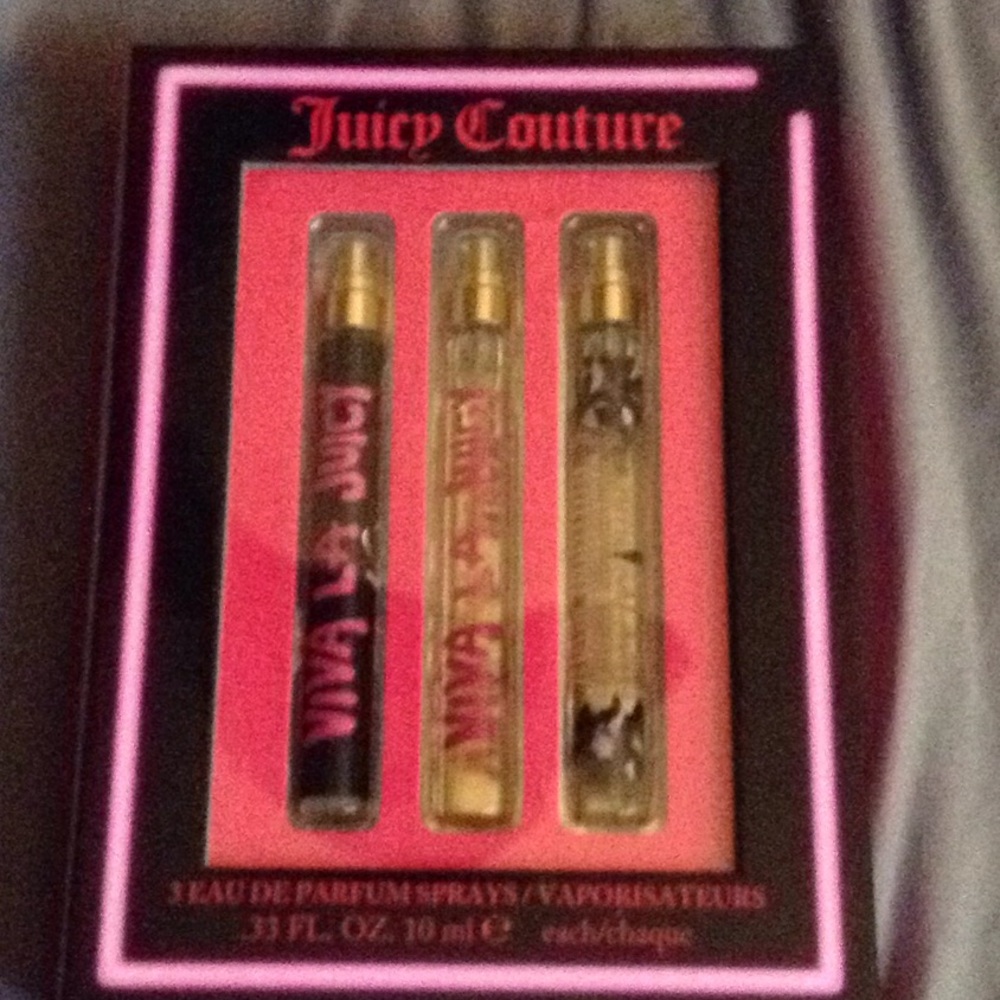 Juicy Couture
VIVA LA JUICY
VIVA LA JUICY
3 EAU DE PARFUM SPRAYS / VAPORISATEURS
.33 FL. OZ. 10 ml ℮ each/chaque